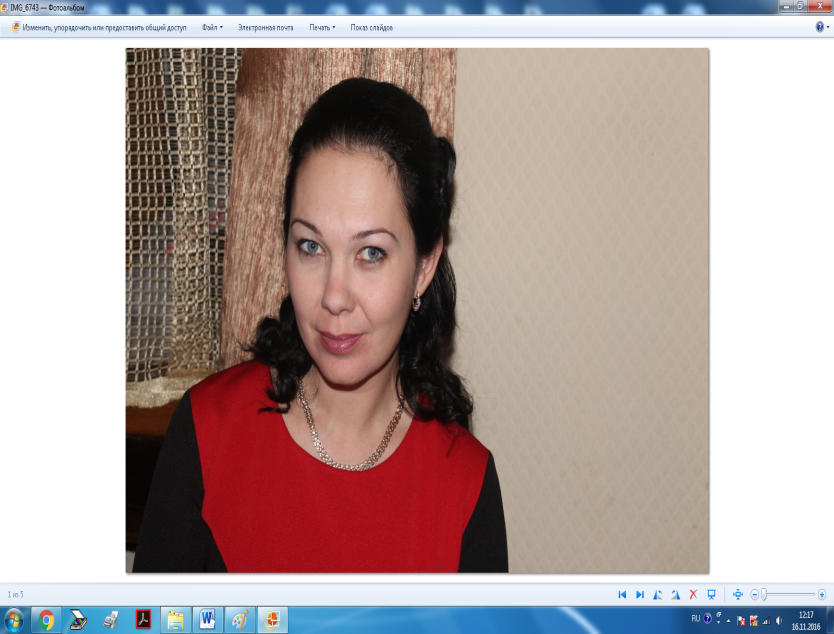 IMG_6743 — Фотоальбом
Изменить, упорядочить или предоставить общий доступ Файл Электронная почта Печать Показ слайдов
1 из 5
RU 12:17
16.11.2016